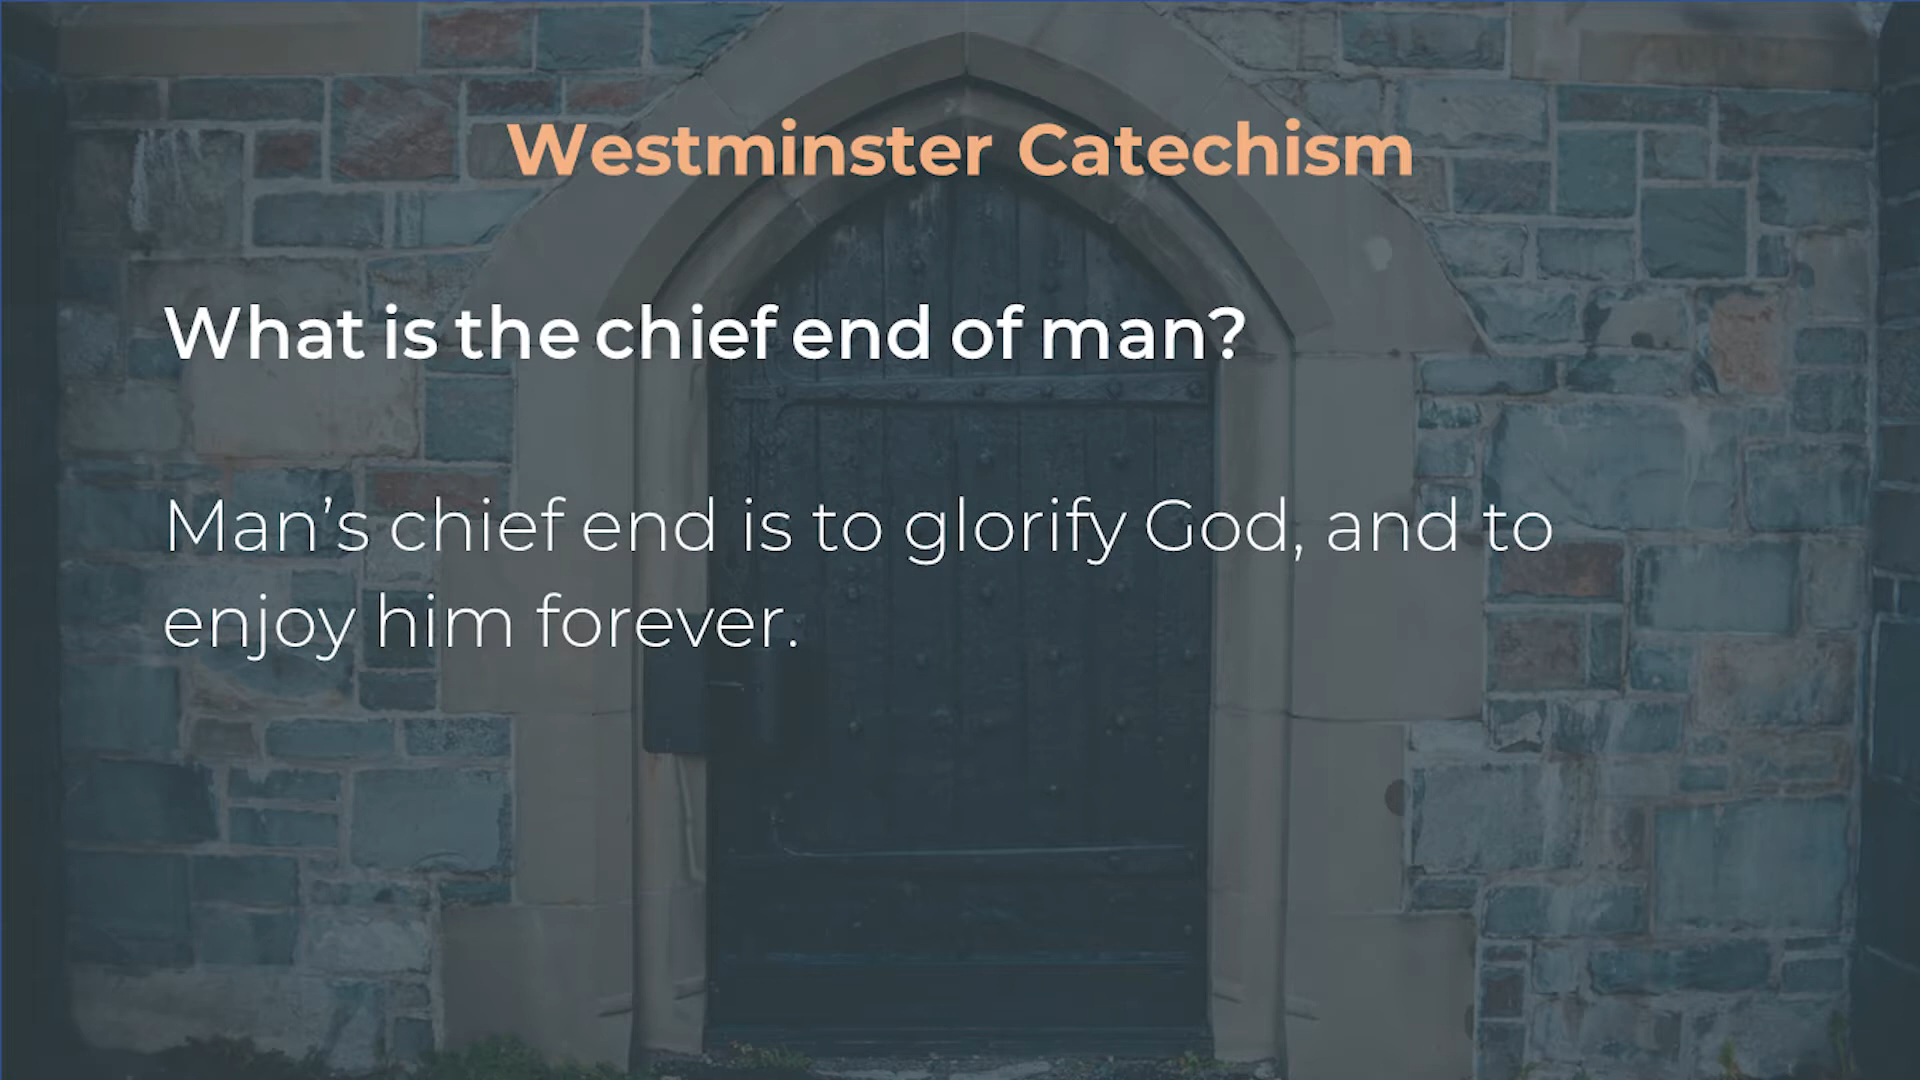 Westminster Catechism
What is the chief end of man?
Man’s chief end is to glorify God, and to
enjoy him forever.